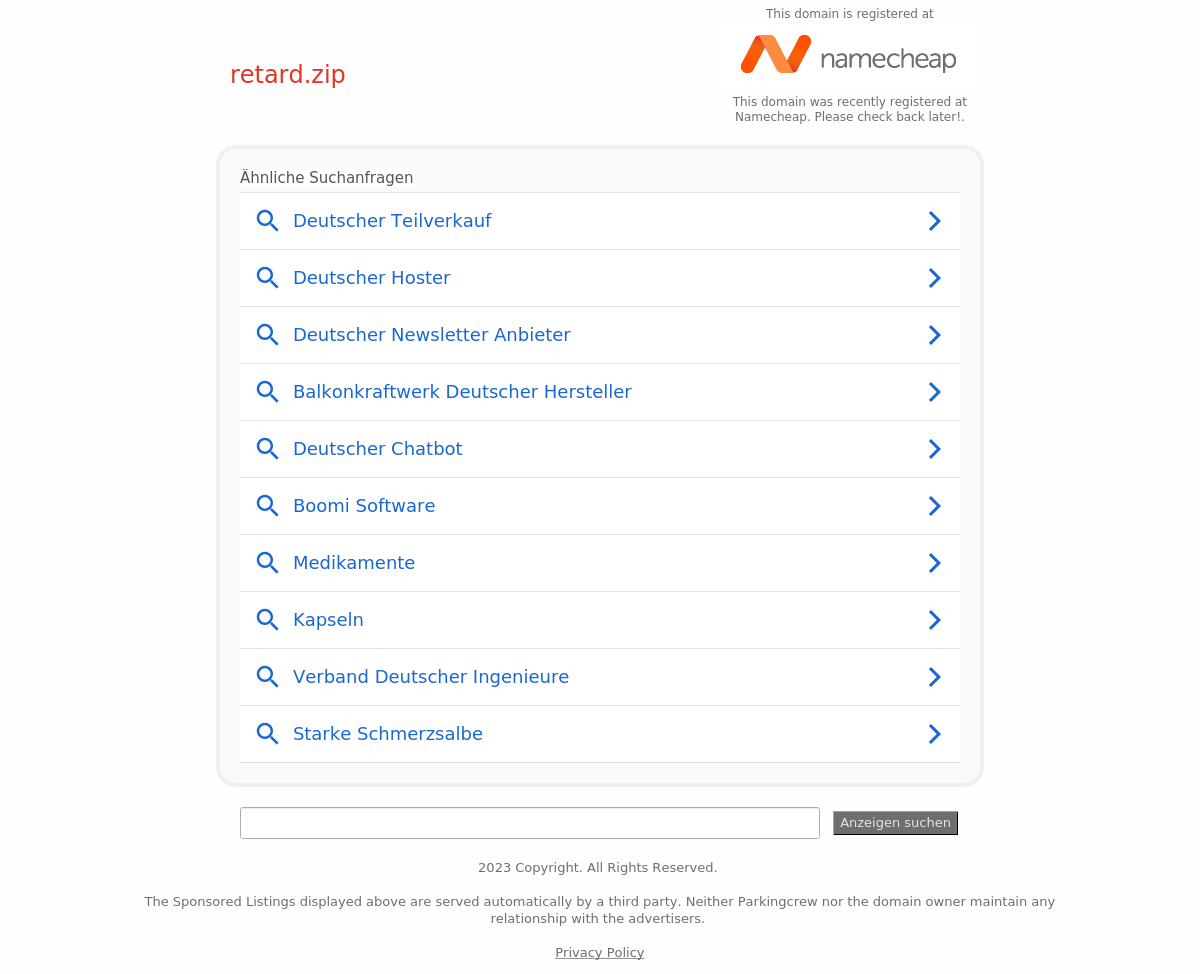 This domain is registered at
namecheap
retard.zip
This domain was recently registered at
Namecheap. Please check back later!.
Ähnliche Suchanfragen
Deutscher Teilverkauf
Deutscher Hoster
Deutscher Newsletter Anbieter
Balkonkraftwerk Deutscher Hersteller
Deutscher Chatbot
Boomi Software
Medikamente
Kapseln
Verband Deutscher Ingenieure
Starke Schmerzsalbe
Anzeigen suchen
2023 Copyright. All Rights Reserved.
The Sponsored Listings displayed above are served automatically by a third party. Neither Parkingcrew nor the domain owner maintain any
relationship with the advertisers.
Privacy Policy